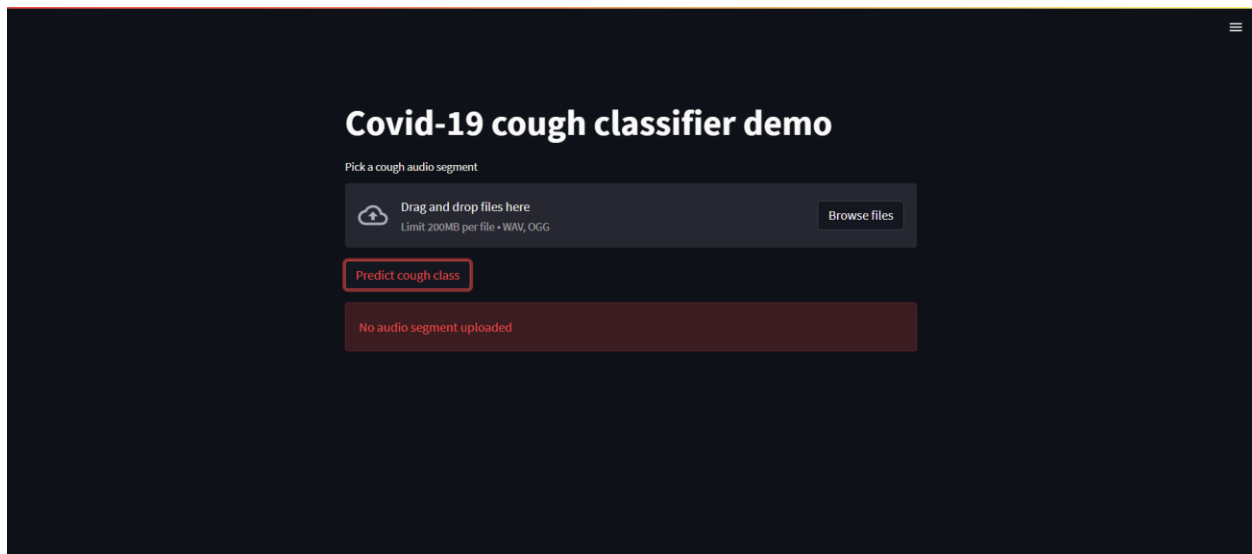 Covid-19 cough classifier demo
Pick a cough audio segment
Drag and drop files here
Limit 200MB per file • WAV, OGG
Browse files
Predict cough class
No audio segment uploaded